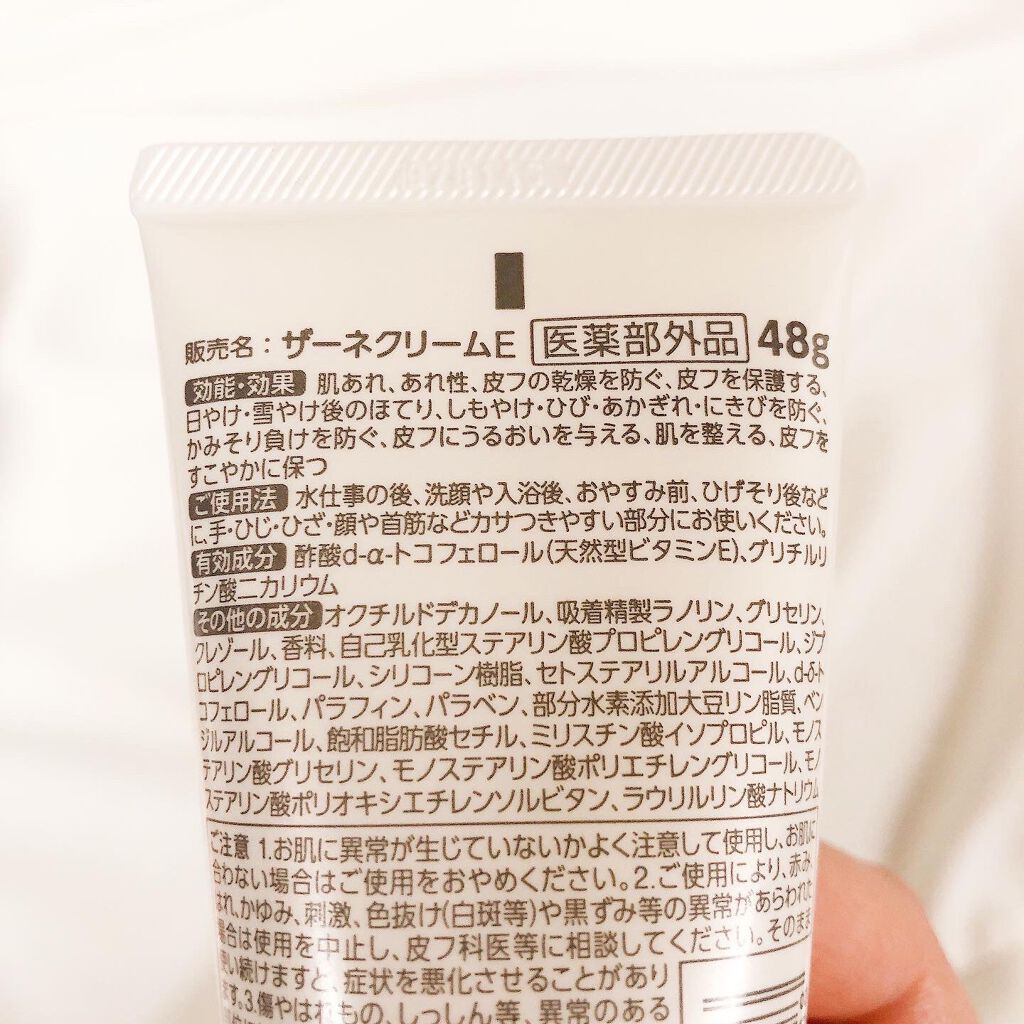 販売名：ザーネクリームE 医薬部外品 48g
効能・効果 肌あれ、あれ性、皮フの乾燥を防ぐ、皮フを保護する、
日やけ・雪やけ後のほてり、しもやけ・ひび・あかぎれ・にきびを防ぐ、
かみそり負けを防ぐ、皮フにうるおいを与える、肌を整える、皮フを
すこやかに保つ
ご使用法 水仕事の後、洗顔や入浴後、おやすみ前、ひげそり後など
に、手・ひじ・ひざ・顔や首筋などカサつきやすい部分にお使いください。
有効成分 酢酸d-α-トコフェロール(天然型ビタミンE)、グリチルリ
チン酸二カリウム
その他の成分 オクチルドデカノール、吸着精製ラノリン、グリセリン、
クレゾール、香料、自己乳化型ステアリン酸プロピレングリコール、ジプ
ロピレングリコール、シリコーン樹脂、セトステアリルアルコール、d-δ-ト
コフェロール、パラフィン、パラベン、部分水素添加大豆リン脂質、ベン
ジルアルコール、飽和脂肪酸セチル、ミリスチン酸イソプロピル、モノス
テアリン酸グリセリン、モノステアリン酸ポリエチレングリコール、モノ
ステアリン酸ポリオキシエチレンソルビタン、ラウリルリン酸ナトリウム
ご注意 1.お肌に異常が生じていないかよく注意して使用し、お肌に
合わない場合はご使用をおやめください。2.ご使用により、赤み、
はれ、かゆみ、刺激、色抜け(白斑等)や黒ずみ等の異常があらわれた
場合は使用を中止し、皮フ科医等に相談してください。そのまま
使い続けますと、症状を悪化させることがあり
ます。3.傷やはれもの、しっしん等、異常のある